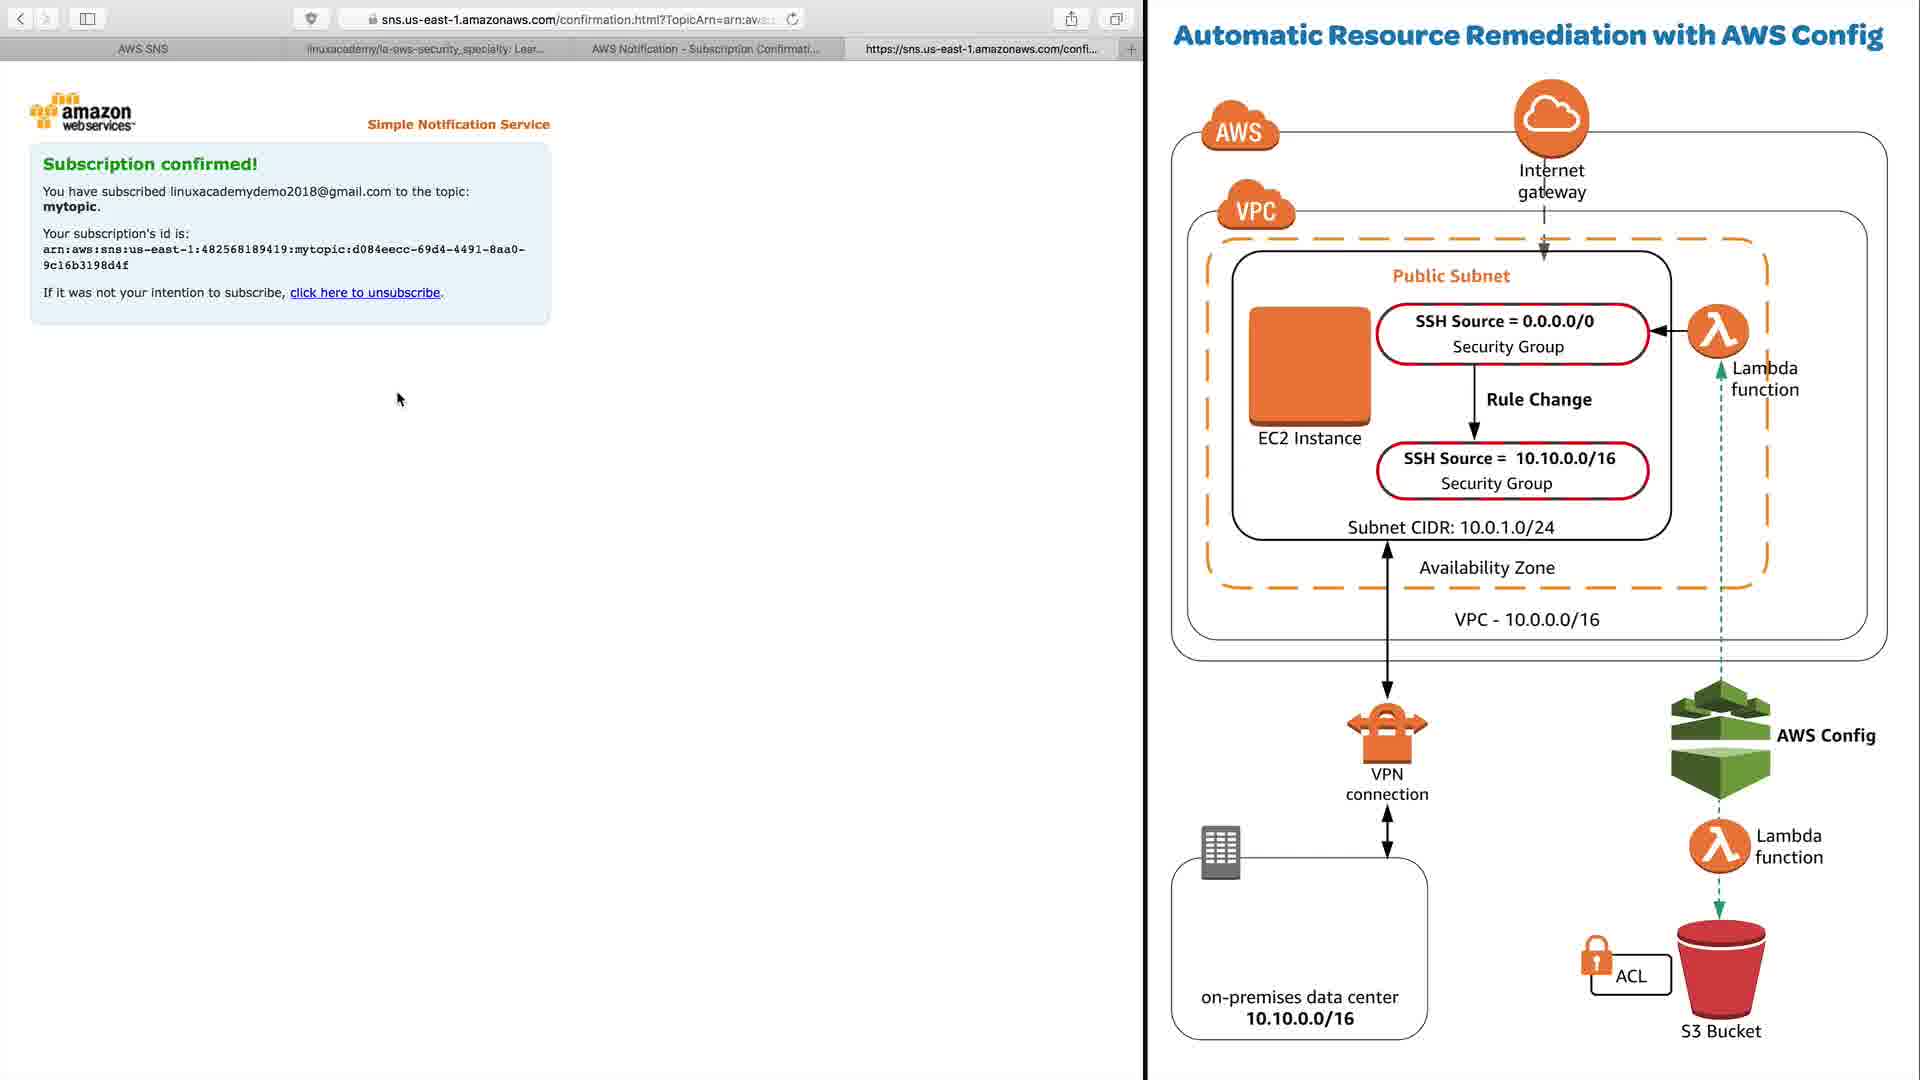 sns.us-east-1.amazonaws.com/confirmation.html?TopicArn=arn:aws:
AWS SNS
linuxacademy/la-aws-security_specialty: Lear...
AWS Notification - Subscription Confirmati...
https://sns.us-east-1.amazonaws.com/confi...
amazon
webservices™
Simple Notification Service
Subscription confirmed!
You have subscribed linuxacademydemo2018@gmail.com to the topic:
mytopic.
Your subscription's id is:
arn:aws:sns:us-east-1:482568189419:mytopic:d084eecc-69d4-4491-8aa0-
9c16b3198d4f
If it was not your intention to subscribe, click here to unsubscribe.
Automatic Resource Remediation with AWS Config
AWS
Internet
gateway
VPC
Public Subnet
SSH Source = 0.0.0.0/0
Security Group
Lambda
function
Rule Change
EC2 Instance
SSH Source = 10.10.0.0/16
Security Group
Subnet CIDR: 10.0.1.0/24
Availability Zone
VPC - 10.0.0.0/16
AWS Config
VPN
connection
Lambda
function
on-premises data center
10.10.0.0/16
ACL
S3 Bucket